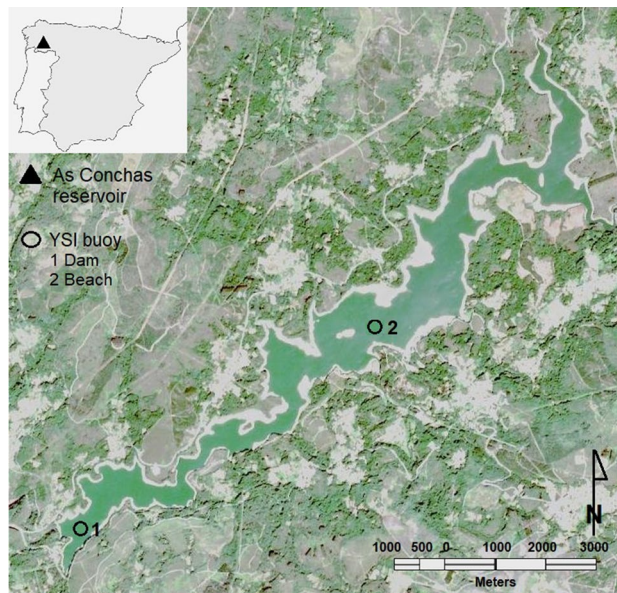 As Conchas
reservoir
YSI buoy
1 Dam
2 Beach
2
1
N
1000 500 0 1000 2000 3000
Meters